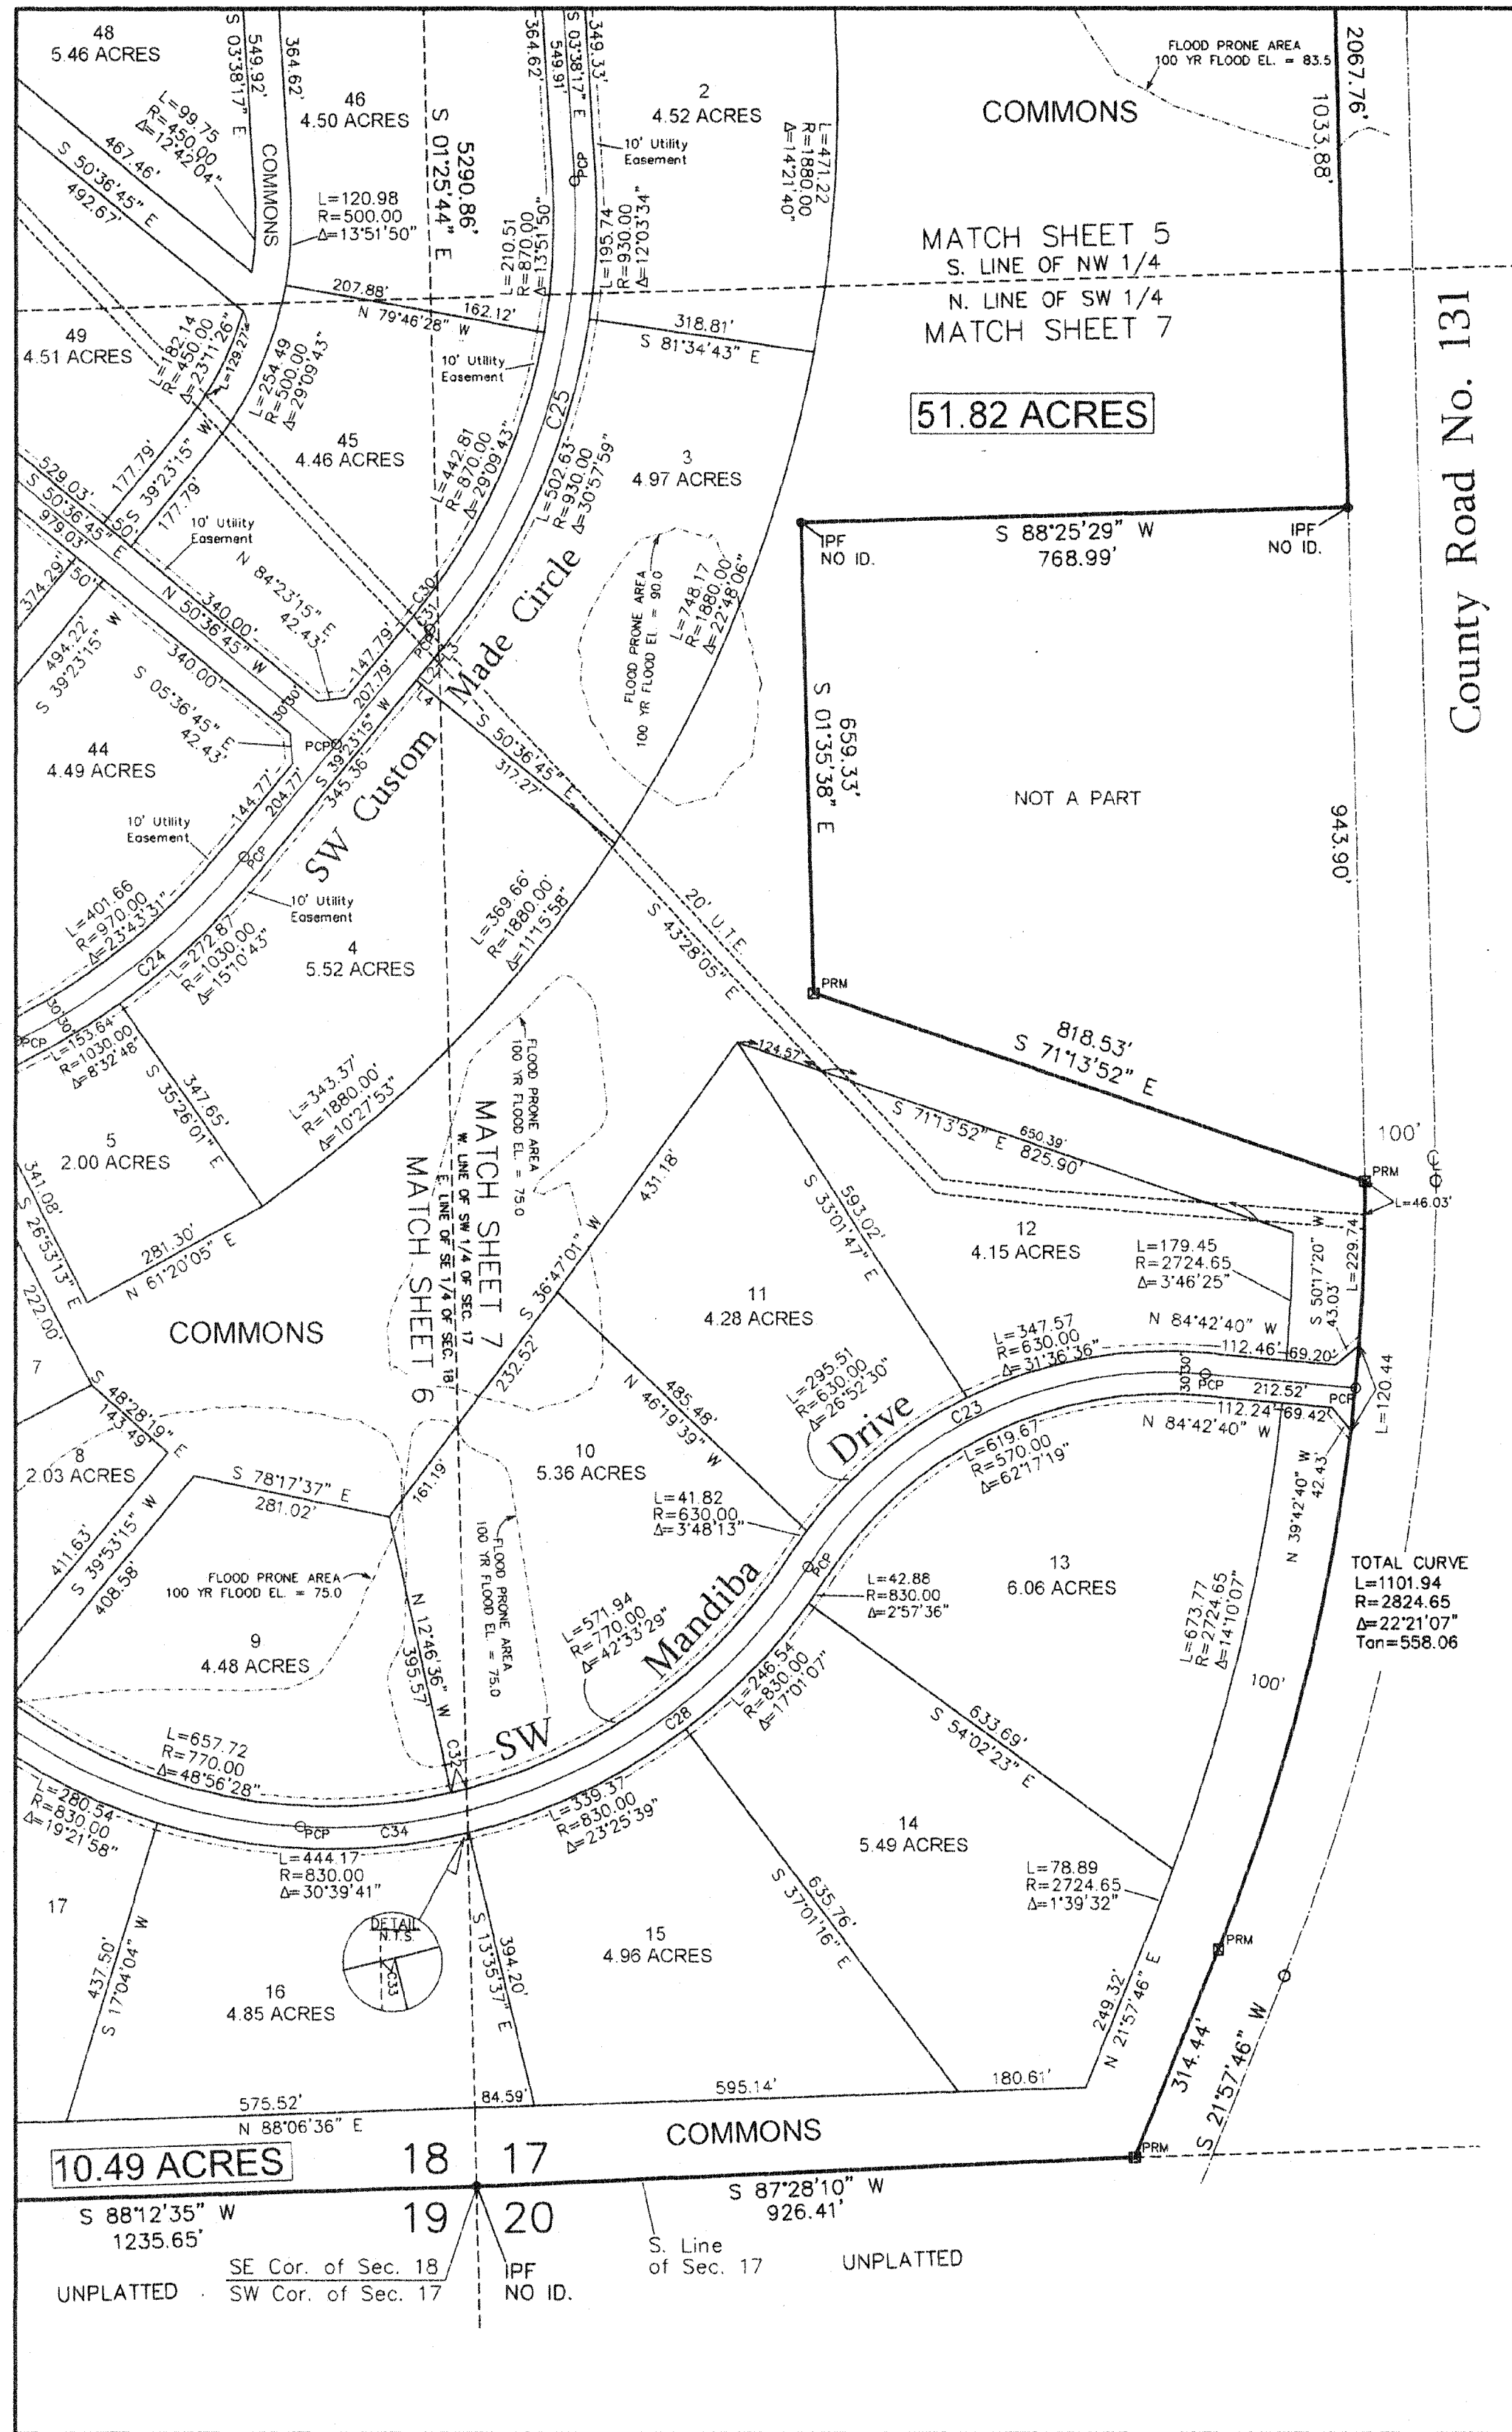 48
5.46 ACRES
S 03°38'17" E
549.92'
364.62'
L=99.75
R=450.00
Δ=12°42'04"
467.46'
S 50°36'45" E
492.67'
COMMONS
46
4.50 ACRES
L=120.98
R=500.00
Δ=13°51'50"
5290.86'
S 01°25'44" E
364.62'
549.91'
S 03°38'17" E
349.33'
PCP
10' Utility
Easement
2
4.52 ACRES
L=210.51
R=870.00
Δ=13°51'50"
L=195.74
R=930.00
Δ=12°03'34"
L=471.22
R=1880.00
Δ=14°21'40"
FLOOD PRONE AREA
100 YR FLOOD EL. = 83.5
COMMONS
2067.76'
1033.88'
MATCH SHEET 5
S. LINE OF NW 1/4
N. LINE OF SW 1/4
MATCH SHEET 7
51.82 ACRES
County Road No. 131
207.88'
N 79°46'28" W
162.12'
318.81'
S 81°34'43" E
10' Utility
Easement
49
4.51 ACRES
L=182.14
R=450.00
Δ=23°11'26"
L=129.27
L=254.49
R=500.00
Δ=29°09'43"
45
4.46 ACRES
177.79'
S 39°23'15" W
177.79'
529.03'
S 50°36'45" E
979.03'
50'
50'
10' Utility
Easement
N 84°23'15" E
42.43'
340.00'
N 50°36'45" W
340.00'
374.29'
494.22'
S 39°23'15" W
L=442.81
R=870.00
Δ=29°09'43"
C25
L=502.63
R=930.00
Δ=30°57'59"
3
4.97 ACRES
IPF
NO ID.
S 88°25'29" W
768.99'
IPF
NO ID.
FLOOD PRONE AREA
100 YR FLOOD EL. = 90.0
L=748.17
R=1880.00'
Δ=22°48'06"
C30
C31
PCP
L2
L3
L4
147.79'
207.79'
S 39°23'15" W
345.36'
SW Custom Made Circle
S 05°36'45" E
42.43'
30'30'
PCP
44
4.49 ACRES
144.77'
204.77'
10' Utility
Easement
PCP
10' Utility
Easement
S 50°36'45" E
317.27'
659.33'
S 01°35'38" E
NOT A PART
943.90'
L=401.66
R=970.00
Δ=23°43'31"
C24
L=272.87
R=1030.00
Δ=15°10'43"
4
5.52 ACRES
L=369.66'
R=1880.00'
Δ=11°15'58"
20' U.T.E.
S 43°28'05" E
PRM
818.53'
S 71°13'52" E
30'30'
PCP
L=153.64
R=1030.00
Δ=8°32'48"
347.65'
S 35°26'01" E
L=343.37'
R=1880.00'
Δ=10°27'53"
FLOOD PRONE AREA
100 YR FLOOD EL. = 75.0
124.57'
S 71°13'52" E
650.39'
825.90'
100'
PRM
L=46.03'
5
2.00 ACRES
341.08'
S 26°53'13" E
281.30'
N 61°20'05" E
MATCH SHEET 7
W. LINE OF SW 1/4 OF SEC. 17
E. LINE OF SE 1/4 OF SEC. 18
MATCH SHEET 6
431.18'
S 36°47'01" W
232.52'
161.19'
593.02'
S 33°01'47" E
12
4.15 ACRES
L=179.45
R=2724.65
Δ=3°46'25"
S 50°17'20" W
43.03'
L=229.74
222.00'
COMMONS
7
11
4.28 ACRES
L=347.57
R=630.00
Δ=31°36'36"
N 84°42'40" W
112.46'
69.20'
30'30'
PCP
212.52'
PCP
L=120.44
S 48°28'19" E
143.49'
8
2.03 ACRES
485.48'
N 46°19'39" W
L=295.51
R=630.00
Δ=26°52'30"
C23
112.24'
69.42'
N 84°42'40" W
L=619.67
R=570.00
Δ=62°17'19"
N 39°42'40" W
42.43'
S 78°17'37" E
281.02'
10
5.36 ACRES
L=41.82
R=630.00
Δ=3°48'13"
411.63'
S 39°53'15" W
408.58'
FLOOD PRONE AREA
100 YR FLOOD EL. = 75.0
FLOOD PRONE AREA
100 YR FLOOD EL. = 75.0
PCP
L=42.88
R=830.00
Δ=2°57'36"
13
6.06 ACRES
TOTAL CURVE
L=1101.94
R=2824.65
Δ=22°21'07"
Tan=558.06
9
4.48 ACRES
N 12°46'36" W
395.57'
L=571.94
R=770.00
Δ=42°33'29"
SW Mandiba Drive
L=246.54
R=830.00
Δ=17°01'07"
L=673.77
R=2724.65
Δ=14°10'07"
100'
C32
C28
633.69'
S 54°02'23" E
L=657.72
R=770.00
Δ=48°56'28"
L=280.54
R=830.00
Δ=19°21'58"
PCP
C34
L=339.37
R=830.00
Δ=23°25'39"
L=444.17
R=830.00
Δ=30°39'41"
14
5.49 ACRES
L=78.89
R=2724.65
Δ=1°39'32"
17
DETAIL
N.T.S.
C33
394.20'
S 13°35'37" E
15
4.96 ACRES
635.76'
S 37°01'16" E
PRM
437.50'
S 17°04'04" W
16
4.85 ACRES
249.32'
N 21°57'46" E
314.44'
S 21°57'46" W
575.52'
84.59'
595.14'
180.61'
N 88°06'36" E
COMMONS
10.49 ACRES
18
17
PRM
S 88°12'35" W
1235.65'
19
20
S 87°28'10" W
926.41'
SE Cor. of Sec. 18
SW Cor. of Sec. 17
IPF
NO ID.
S. Line
of Sec. 17
UNPLATTED
UNPLATTED